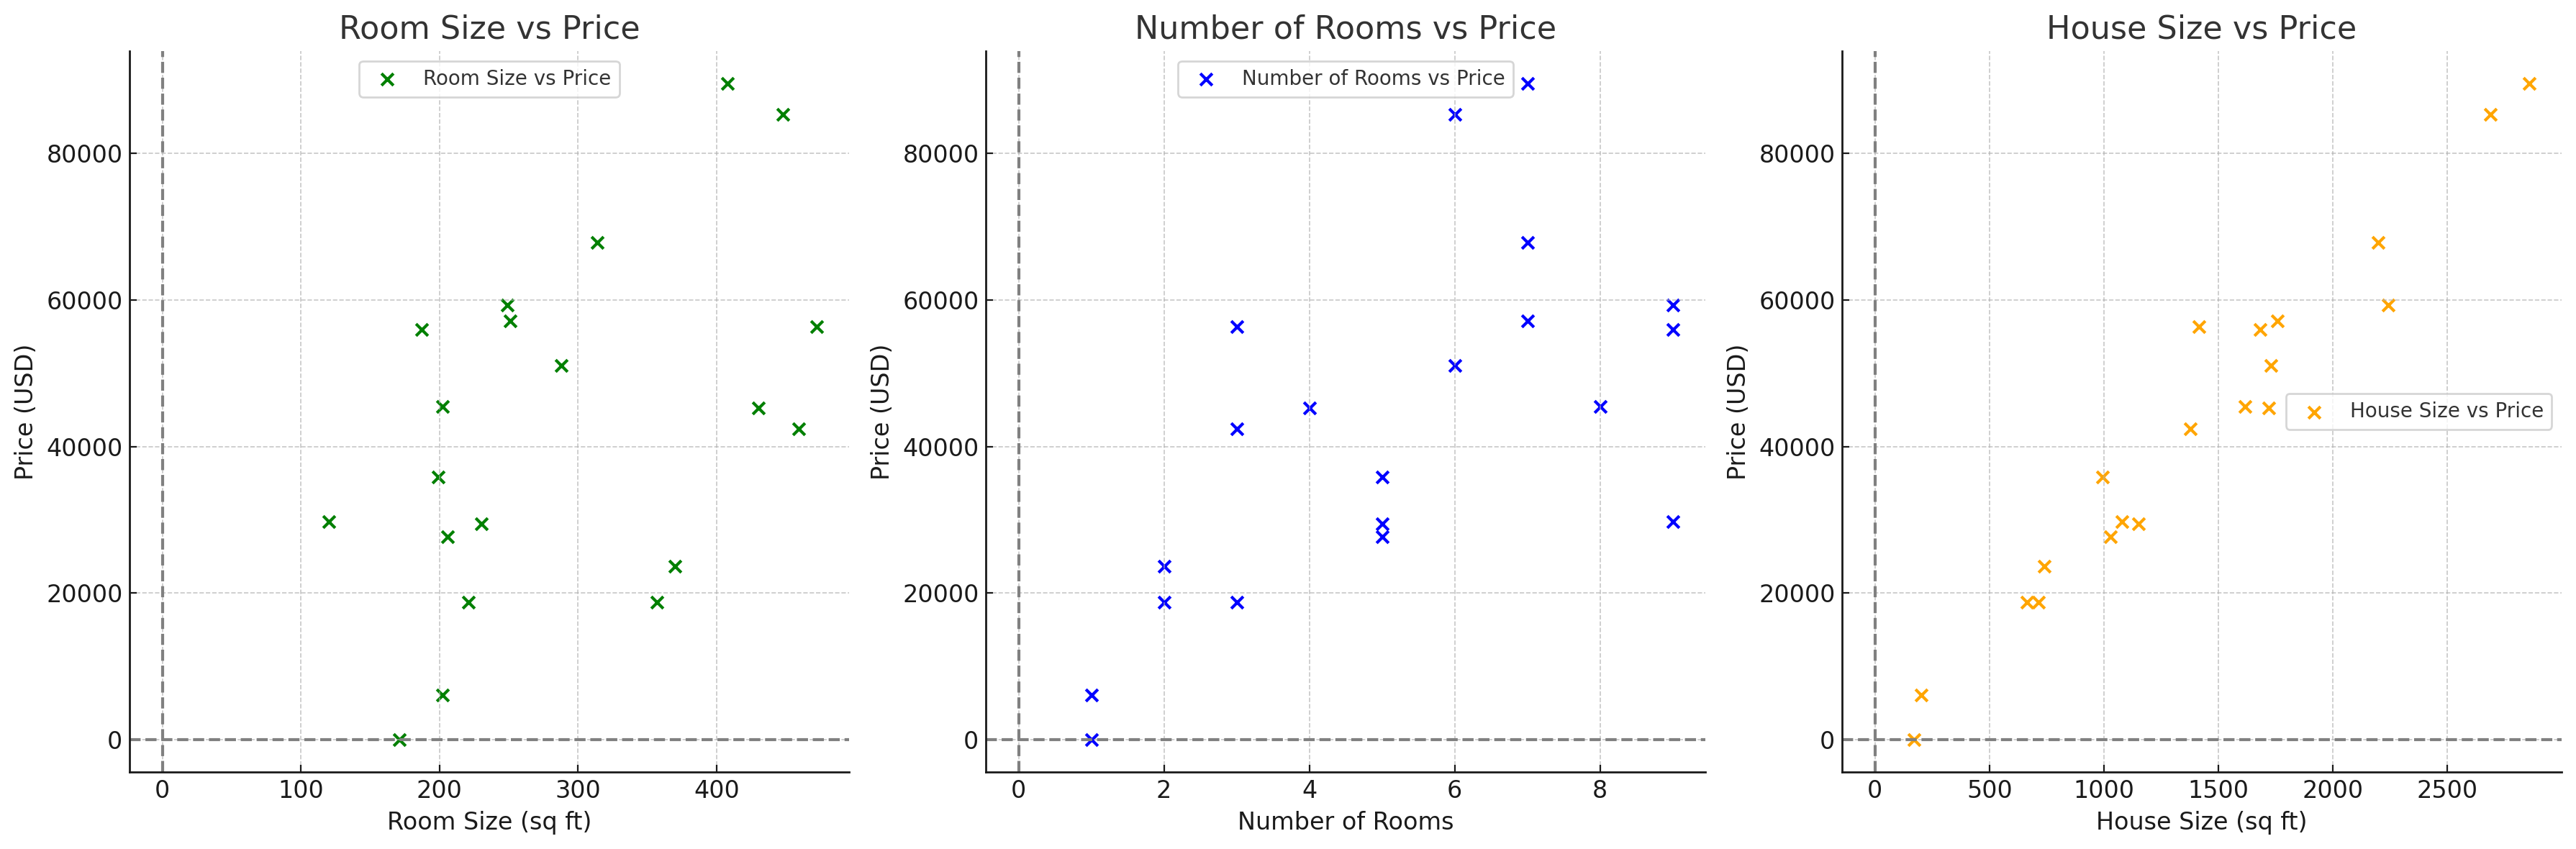 Room Size vs Price
Room Size vs Price
80000
60000
40000
20000
0
Price (USD)
0 100 200 300 400
Room Size (sq ft)
Number of Rooms vs Price
Number of Rooms vs Price
80000
60000
40000
20000
0
Price (USD)
0 2 4 6 8
Number of Rooms
House Size vs Price
House Size vs Price
80000
60000
40000
20000
0
Price (USD)
0 500 1000 1500 2000 2500
House Size (sq ft)